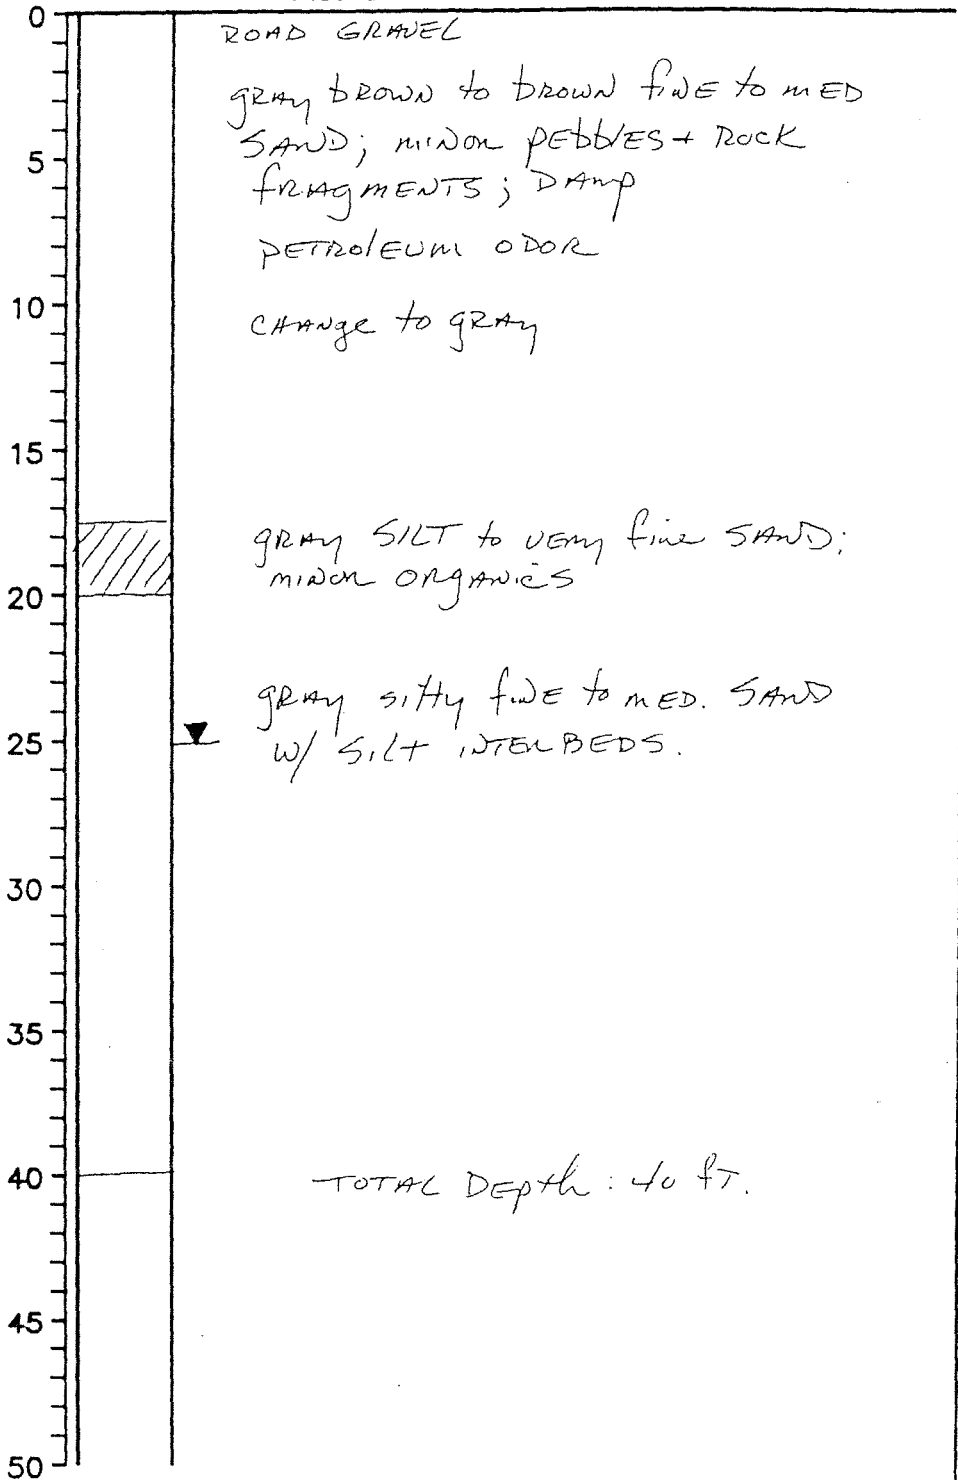 0
ROAD GRAVEL
gRAy bROWN to bROWN fiNE to mED
SAND; MINOR PEbblES + ROCK
5
fRAgmENTS; DAmp
PETROlEUM ODOR
10
CHANge to gRAy
15
gRAy SILT to VERy fine SAND;
MINOR ORgANiCS
20
gRAy silty fiNE to mED. SAND
25
W/ SiLt iNTERBEDS.
30
35
40
TOTAL DEpth: 40 fT.
45
50